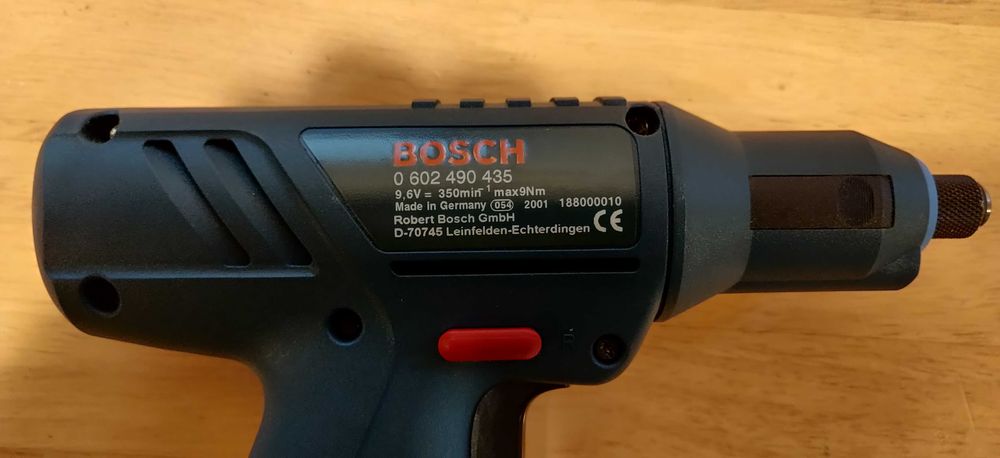 BOSCH
0 602 490 435
9,6V = 350min⁻¹ max9Nm
Made in Germany 054 2001 188000010
Robert Bosch GmbH CE
D-70745 Leinfelden-Echterdingen
R